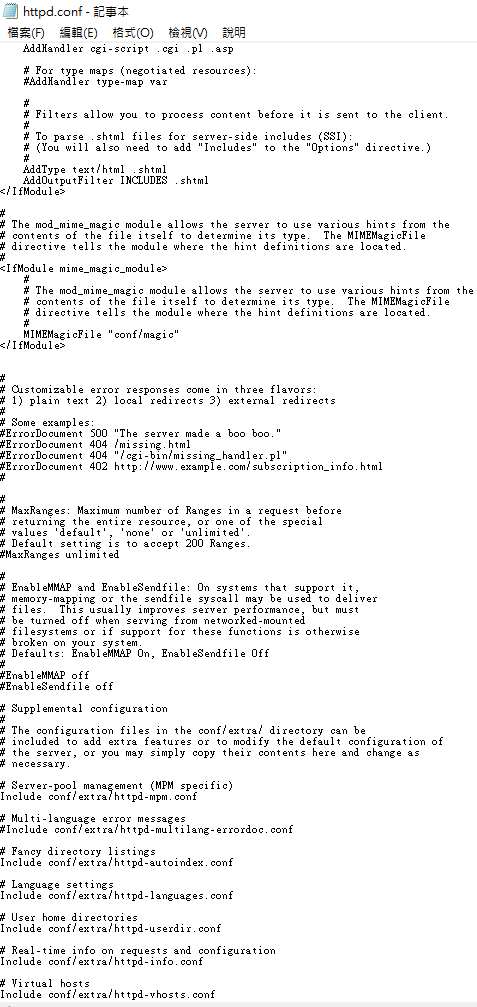 httpd.conf - 記事本
檔案(F) 編輯(E) 格式(O) 檢視(V) 說明
AddHandler cgi-script .cgi .pl .asp
# For type maps (negotiated resources):
#AddHandler type-map var
#
# Filters allow you to process content before it is sent to the client.
#
# To parse .shtml files for server-side includes (SSI):
# (You will also need to add "Includes" to the "Options" directive.)
#
AddType text/html .shtml
AddOutputFilter INCLUDES .shtml
</IfModule>
#
# The mod_mime_magic module allows the server to use various hints from the
# contents of the file itself to determine its type.  The MIMEMagicFile
# directive tells the module where the hint definitions are located.
#
<IfModule mime_magic_module>
#
# The mod_mime_magic module allows the server to use various hints from the
# contents of the file itself to determine its type.  The MIMEMagicFile
# directive tells the module where the hint definitions are located.
#
MIMEMagicFile "conf/magic"
</IfModule>
#
# Customizable error responses come in three flavors:
# 1) plain text 2) local redirects 3) external redirects
#
# Some examples:
#ErrorDocument 500 "The server made a boo boo."
#ErrorDocument 404 /missing.html
#ErrorDocument 404 "/cgi-bin/missing_handler.pl"
#ErrorDocument 402 http://www.example.com/subscription_info.html
#
#
# MaxRanges: Maximum number of Ranges in a request before
# returning the entire resource, or one of the special
# values 'default', 'none' or 'unlimited'.
# Default setting is to accept 200 Ranges.
#MaxRanges unlimited
#
# EnableMMAP and EnableSendfile: On systems that support it,
# memory-mapping or the sendfile syscall may be used to deliver
# files.  This usually improves server performance, but must
# be turned off when serving from networked-mounted
# filesystems or if support for these functions is otherwise
# broken on your system.
# Defaults: EnableMMAP On, EnableSendfile Off
#
#EnableMMAP off
#EnableSendfile off
# Supplemental configuration
#
# The configuration files in the conf/extra/ directory can be
# included to add extra features or to modify the default configuration of
# the server, or you may simply copy their contents here and change as
# necessary.
# Server-pool management (MPM specific)
Include conf/extra/httpd-mpm.conf
# Multi-language error messages
#Include conf/extra/httpd-multilang-errordoc.conf
# Fancy directory listings
Include conf/extra/httpd-autoindex.conf
# Language settings
Include conf/extra/httpd-languages.conf
# User home directories
Include conf/extra/httpd-userdir.conf
# Real-time info on requests and configuration
Include conf/extra/httpd-info.conf
# Virtual hosts
Include conf/extra/httpd-vhosts.conf